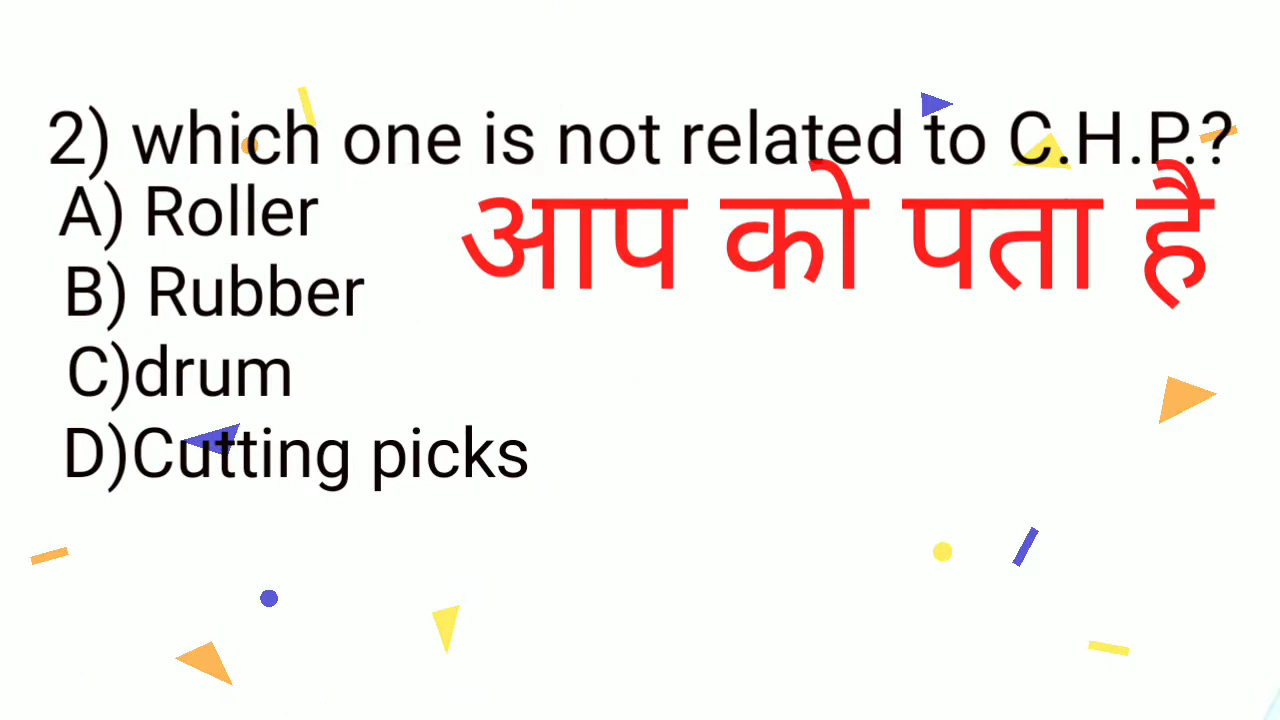 2) which one is not related to C.H.P.?
A) Roller
आप को पता है
B) Rubber
C)drum
D)Cutting picks